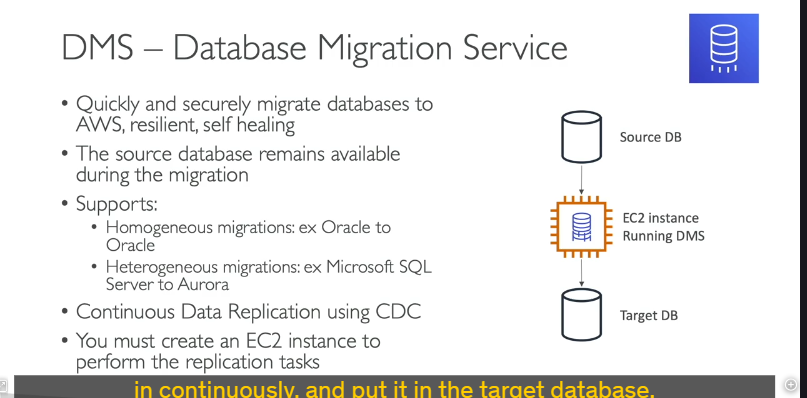 DMS – Database Migration Service
• Quickly and securely migrate databases to
AWS, resilient, self healing
• The source database remains available
during the migration
• Supports:
• Homogeneous migrations: ex Oracle to
Oracle
• Heterogeneous migrations: ex Microsoft SQL
Server to Aurora
• Continuous Data Replication using CDC
• You must create an EC2 instance to
perform the replication tasks
Source DB
EC2 instance
Running DMS
Target DB
in continuously, and put it in the target database.